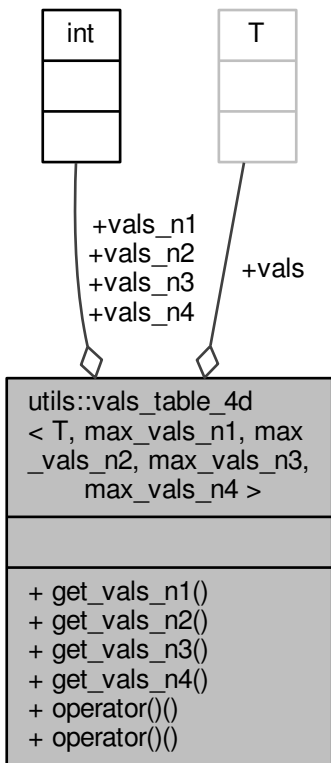 int
T
+vals_n1
+vals_n2
+vals_n3
+vals_n4
+vals
utils::vals_table_4d
< T, max_vals_n1, max
_vals_n2, max_vals_n3,
max_vals_n4 >
+ get_vals_n1()
+ get_vals_n2()
+ get_vals_n3()
+ get_vals_n4()
+ operator()()
+ operator()()